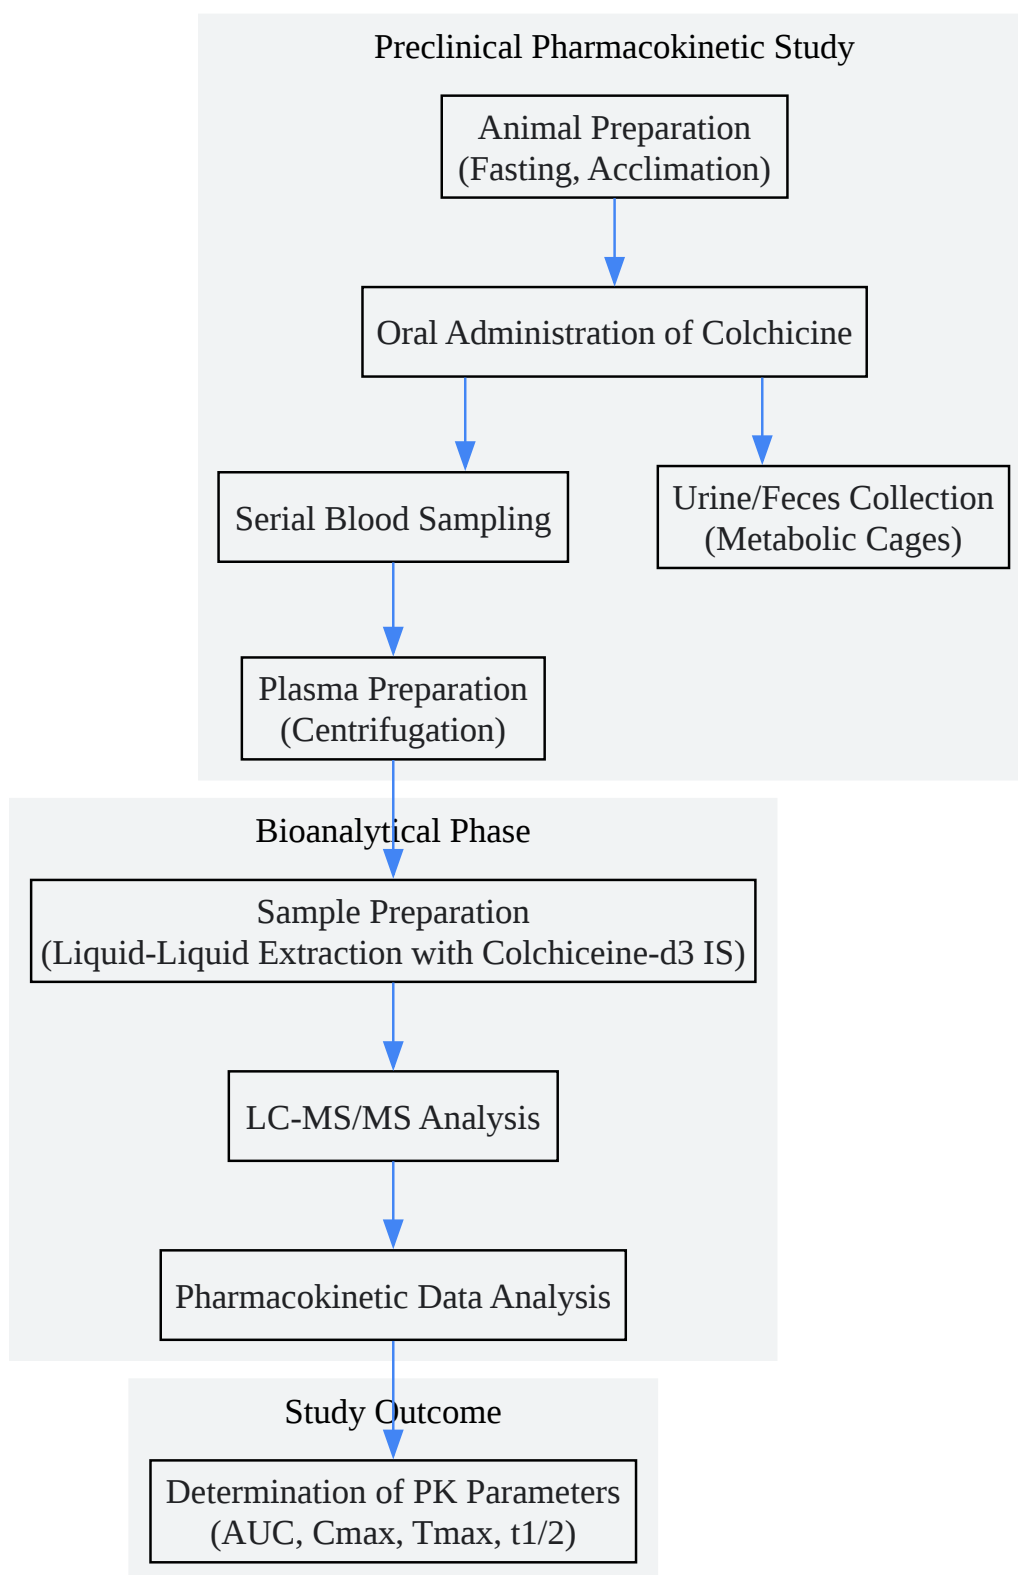 Preclinical Pharmacokinetic Study
Animal Preparation
(Fasting, Acclimation)
Oral Administration of Colchicine
Serial Blood Sampling
Urine/Feces Collection
(Metabolic Cages)
Plasma Preparation
(Centrifugation)
Bioanalytical Phase
Sample Preparation
(Liquid-Liquid Extraction with Colchiceine-d3 IS)
LC-MS/MS Analysis
Pharmacokinetic Data Analysis
Study Outcome
Determination of PK Parameters
(AUC, Cmax, Tmax, t1/2)